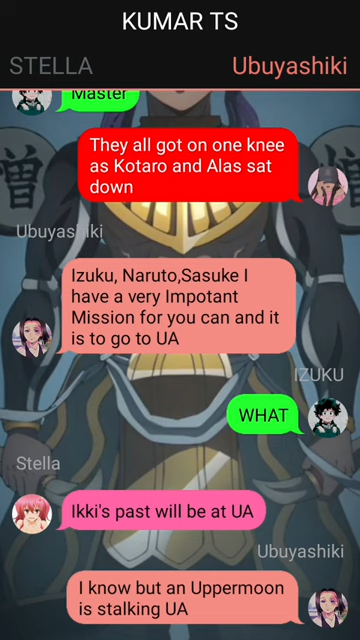 KUMAR TS
STELLA
Ubuyashiki
Master
They all got on one knee
as Kotaro and Alas sat
down
Ubuyashiki
Izuku, Naruto,Sasuke I
have a very Impotant
Mission for you can and it
is to go to UA
IZUKU
WHAT
Stella
Ikki's past will be at UA
Ubuyashiki
I know but an Uppermoon
is stalking UA
憎
憎